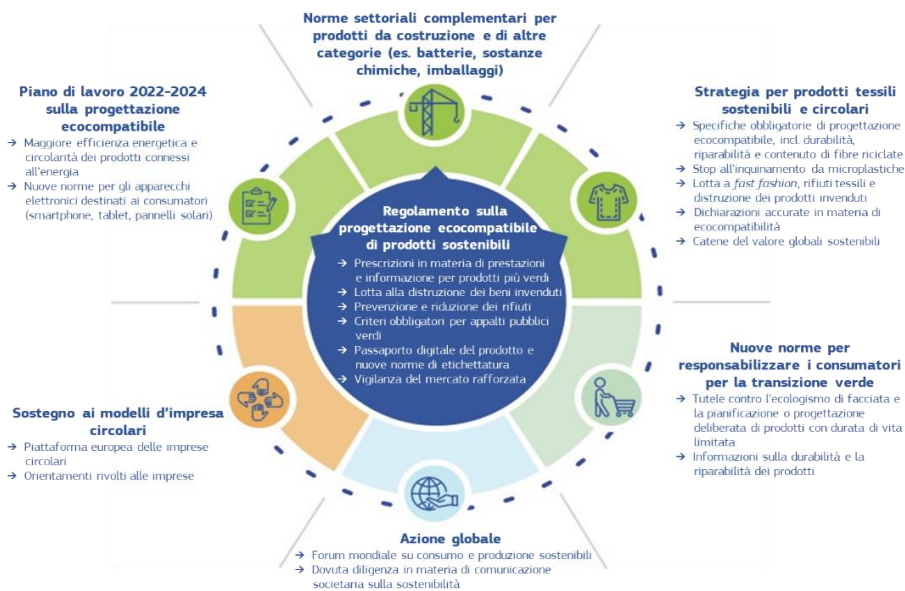 Norme settoriali complementari per
prodotti da costruzione e di altre
categorie (es. batterie, sostanze
chimiche, imballaggi)
Piano di lavoro 2022-2024
sulla progettazione
ecocompatibile
→ Maggiore efficienza energetica e
circolarità dei prodotti connessi
all'energia
→ Nuove norme per gli apparecchi
elettronici destinati ai consumatori
(smartphone, tablet, pannelli solari)
Strategia per prodotti tessili
sostenibili e circolari
→ Specifiche obbligatorie di progettazione
ecocompatibile, incl. durabilità,
riparabilità e contenuto di fibre riciclate
→ Stop all'inquinamento da microplastiche
→ Lotta a fast fashion, rifiuti tessili e
distruzione dei prodotti invenduti
→ Dichiarazioni accurate in materia di
ecocompatibilità
→ Catene del valore globali sostenibili
Regolamento sulla
progettazione ecocompatibile
di prodotti sostenibili
→ Prescrizioni in materia di prestazioni
e informazione per prodotti più verdi
→ Lotta alla distruzione dei beni invenduti
→ Prevenzione e riduzione dei rifiuti
→ Criteri obbligatori per appalti pubblici
verdi
→ Passaporto digitale del prodotto e
nuove norme di etichettatura
→ Vigilanza del mercato rafforzata
Nuove norme per
responsabilizzare i consumatori
per la transizione verde
→ Tutele contro l'ecologismo di facciata e
la pianificazione o progettazione
deliberata di prodotti con durata di vita
limitata
→ Informazioni sulla durabilità e la
riparabilità dei prodotti
Sostegno ai modelli d'impresa
circolari
→ Piattaforma europea delle imprese
circolari
→ Orientamenti rivolti alle imprese
Azione globale
→ Forum mondiale su consumo e produzione sostenibili
→ Dovuta diligenza in materia di comunicazione
societaria sulla sostenibilità